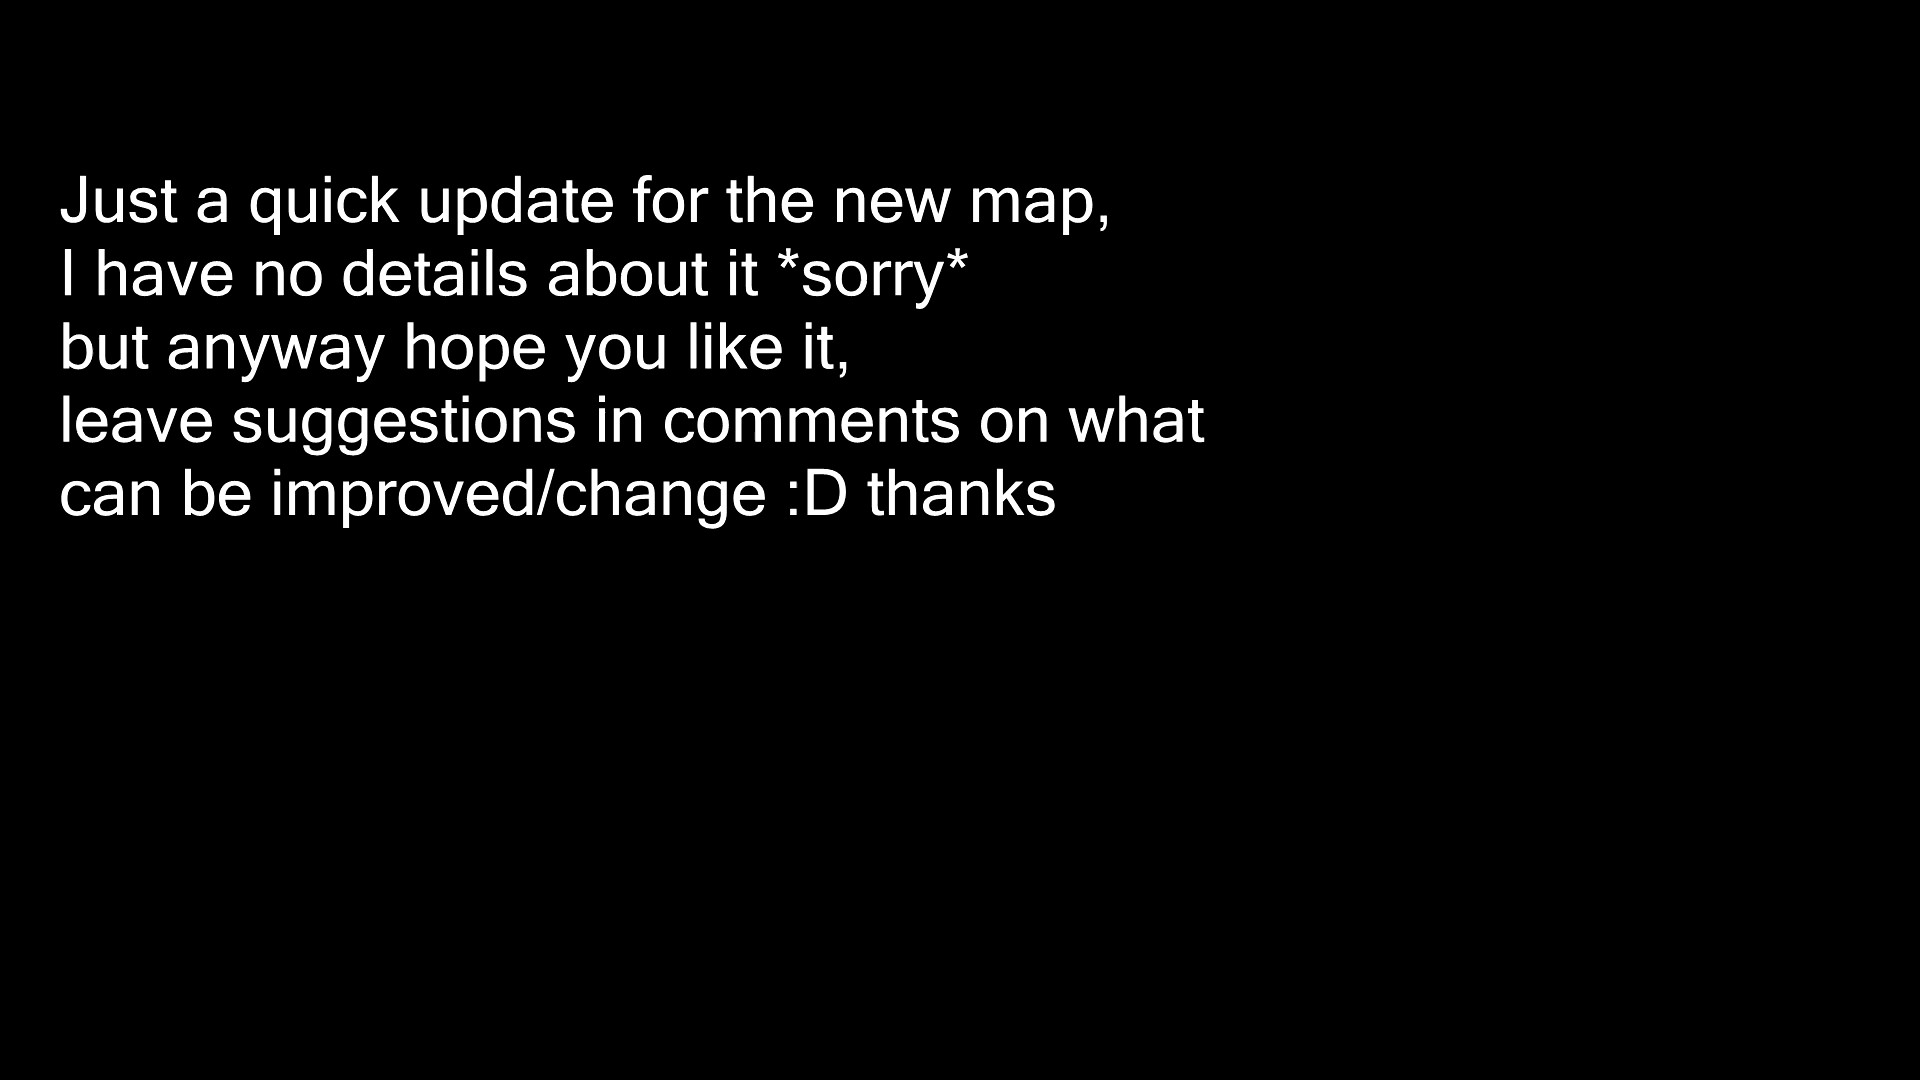 Just a quick update for the new map,
I have no details about it *sorry*
but anyway hope you like it,
leave suggestions in comments on what
can be improved/change :D thanks